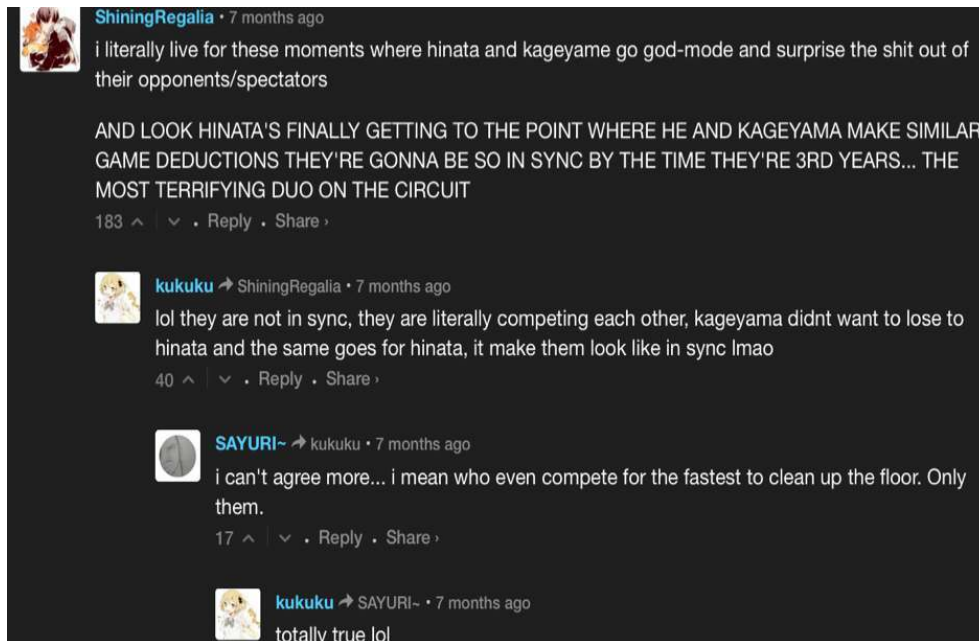 ShiningRegalia • 7 months ago
i literally live for these moments where hinata and kageyame go god-mode and surprise the shit out of
their opponents/spectators
AND LOOK HINATA'S FINALLY GETTING TO THE POINT WHERE HE AND KAGEYAMA MAKE SIMILAR
GAME DEDUCTIONS THEY'RE GONNA BE SO IN SYNC BY THE TIME THEY'RE 3RD YEARS... THE
MOST TERRIFYING DUO ON THE CIRCUIT
183 • Reply • Share ›
kukuku ShiningRegalia • 7 months ago
lol they are not in sync, they are literally competing each other, kageyama didnt want to lose to
hinata and the same goes for hinata, it make them look like in sync lmao
40 • Reply • Share ›
SAYURI~ kukuku • 7 months ago
i can't agree more... i mean who even compete for the fastest to clean up the floor. Only
them.
17 • Reply • Share ›
kukuku SAYURI~ • 7 months ago
totally true lol